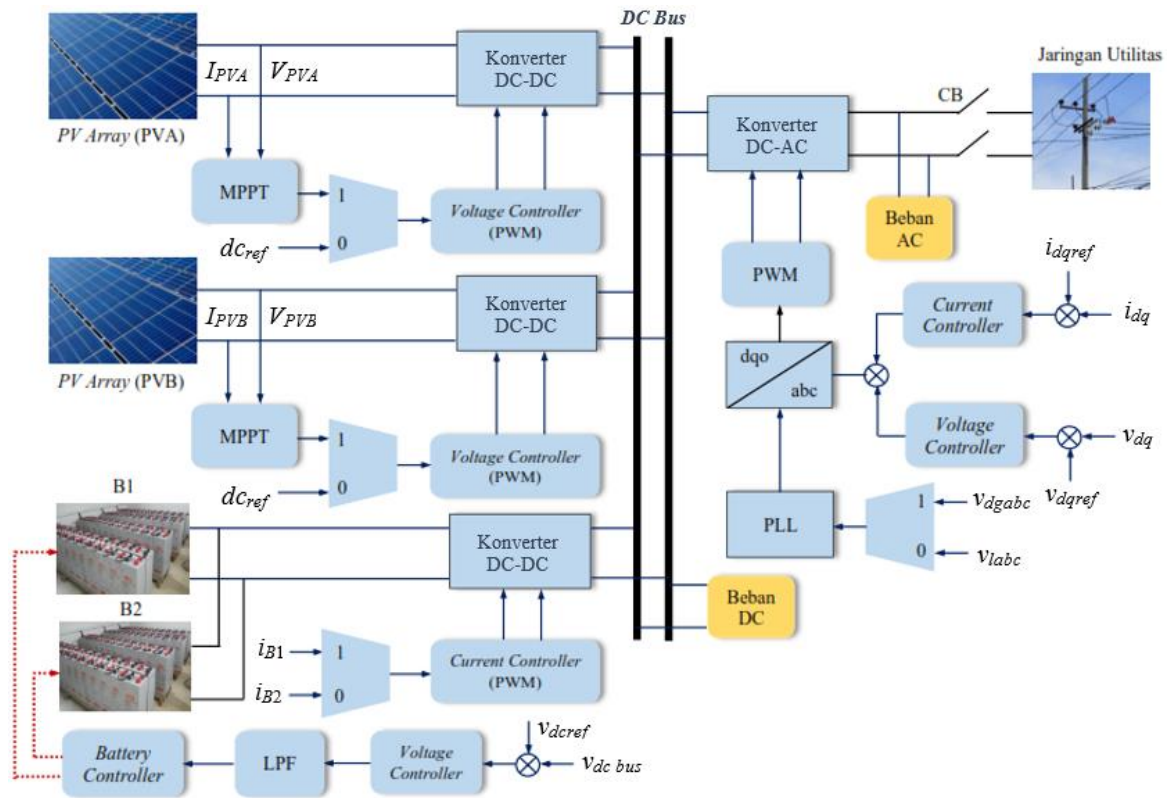 DC Bus
I_PVA
V_PVA
Konverter
DC-DC
PV Array (PVA)
MPPT
1
0
dc_ref
Voltage Controller
(PWM)
I_PVB
V_PVB
Konverter
DC-DC
PV Array (PVB)
MPPT
1
0
dc_ref
Voltage Controller
(PWM)
B1
Konverter
DC-DC
B2
i_B1
1
i_B2
0
Current Controller
(PWM)
Battery
Controller
LPF
Voltage
Controller
v_dcref
v_dc bus
Jaringan Utilitas
CB
Konverter
DC-AC
Beban
AC
PWM
i_dqref
Current
Controller
i_dq
dqo
abc
Voltage
Controller
v_dq
v_dqref
PLL
1
v_dgabc
0
v_labc
Beban
DC